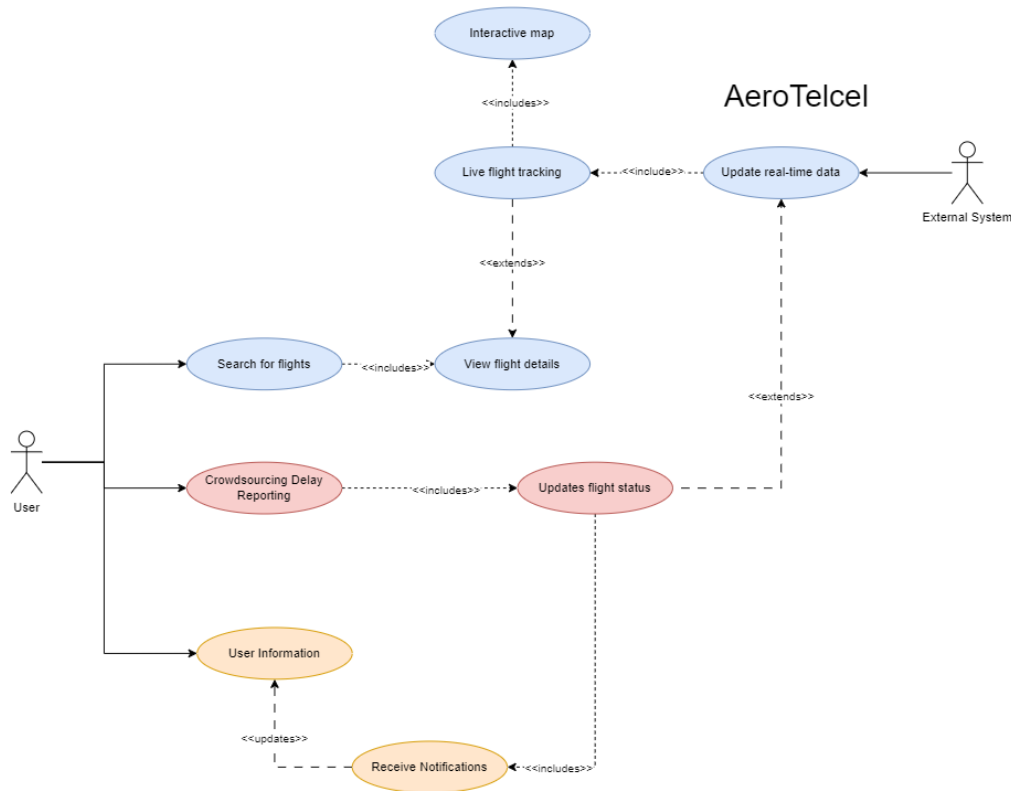 Interactive map
AeroTelcel
<<includes>>
Live flight tracking
<<include>>
Update real-time data
External System
<<extends>>
Search for flights
<<includes>>
View flight details
<<extends>>
Crowdsourcing Delay
Reporting
<<includes>>
Updates flight status
User
User Information
<<updates>>
Receive Notifications
<<includes>>